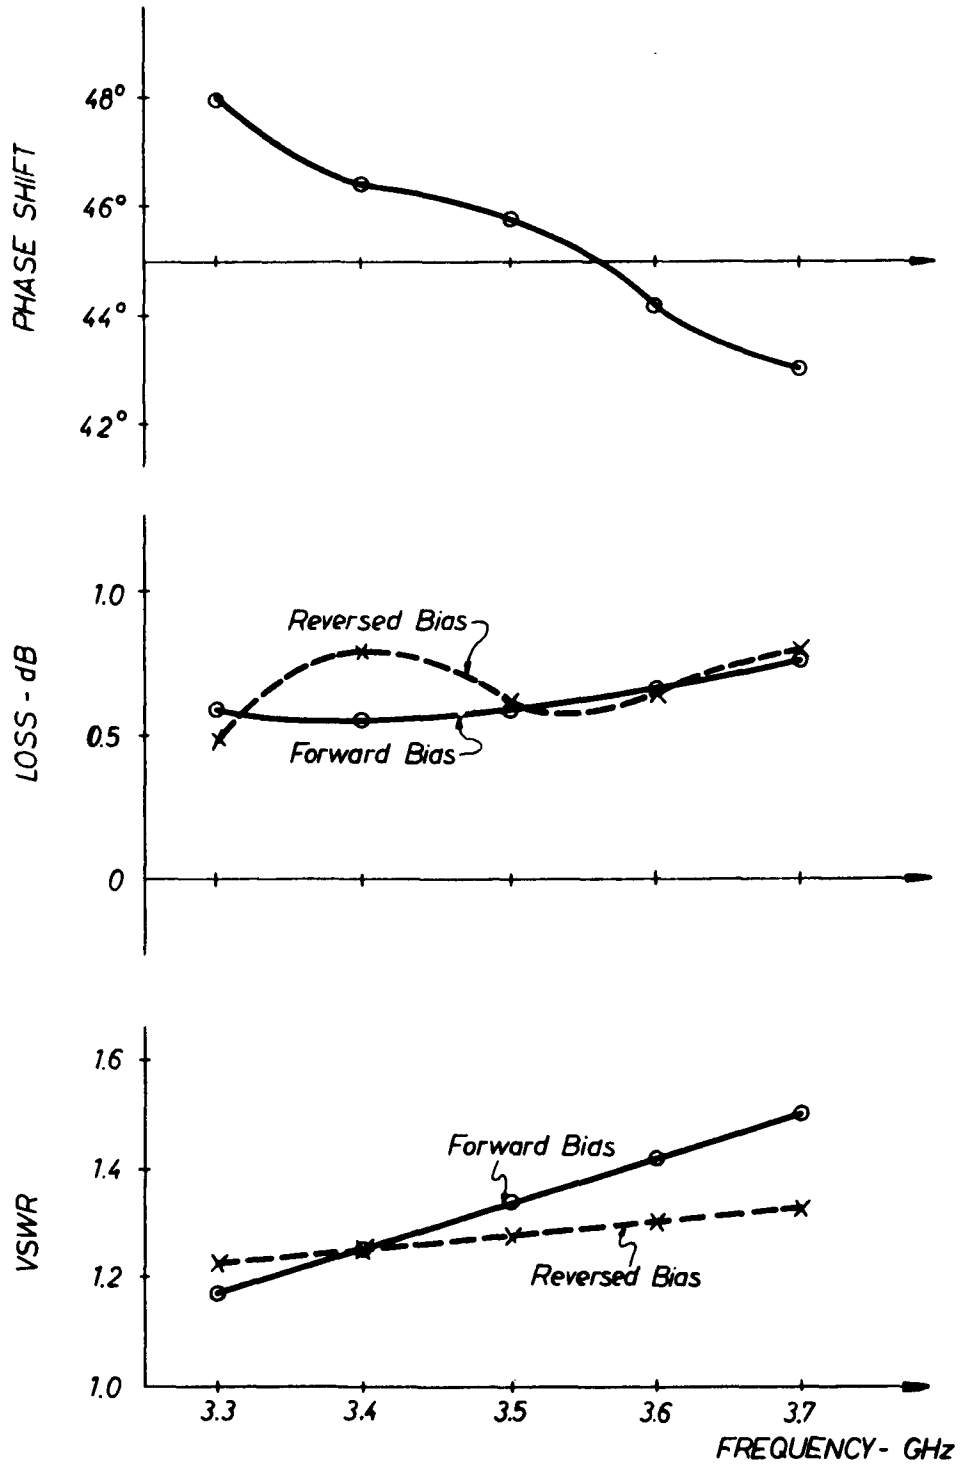 PHASE SHIFT
48°
46°
44°
42°
LOSS - dB
1.0
0.5
0
Reversed Bias
Forward Bias
VSWR
1.6
1.4
1.2
1.0
Forward Bias
Reversed Bias
3.3 3.4 3.5 3.6 3.7
FREQUENCY - GHz